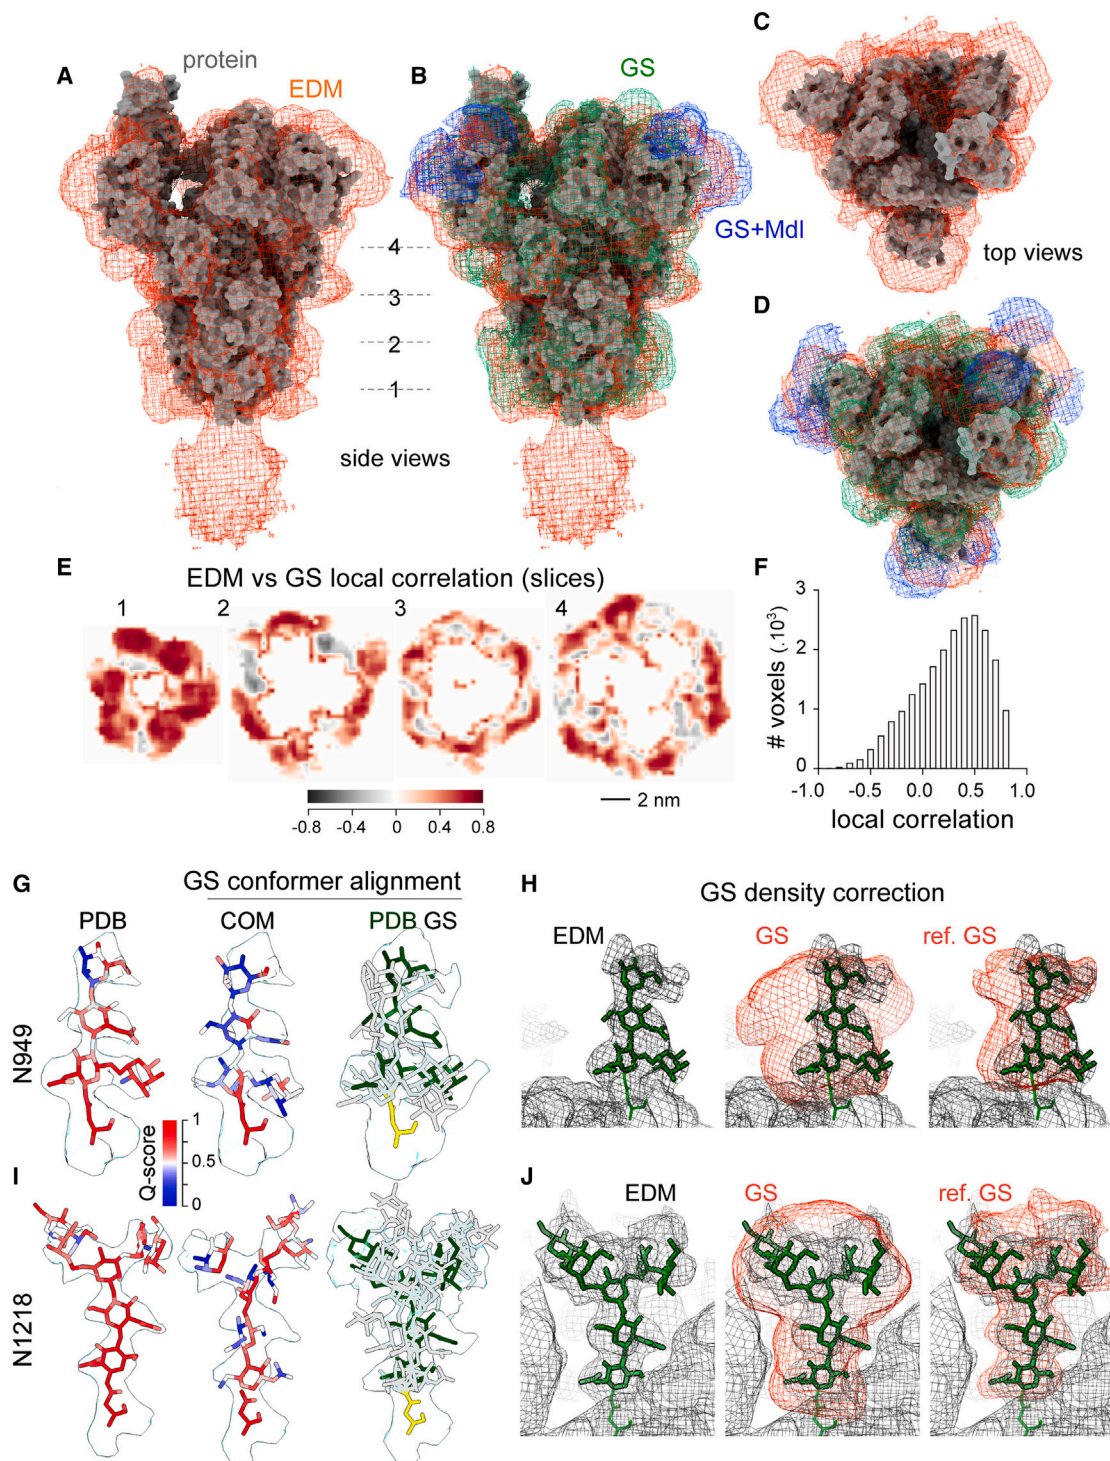 A
protein
EDM
B
GS
GS+Mdl
C
top views
4
3
2
1
side views
D
E
EDM vs GS local correlation (slices)
1
2
3
4
-0.8 -0.4 0 0.4 0.8
2 nm
F
# voxels (.10³)
3
2
1
0
-1.0 -0.5 0.0 0.5 1.0
local correlation
G
GS conformer alignment
PDB
COM
PDB GS
N949
Q-score
1
0.5
0
H
GS density correction
EDM
GS
ref. GS
I
N1218
J
EDM
GS
ref. GS